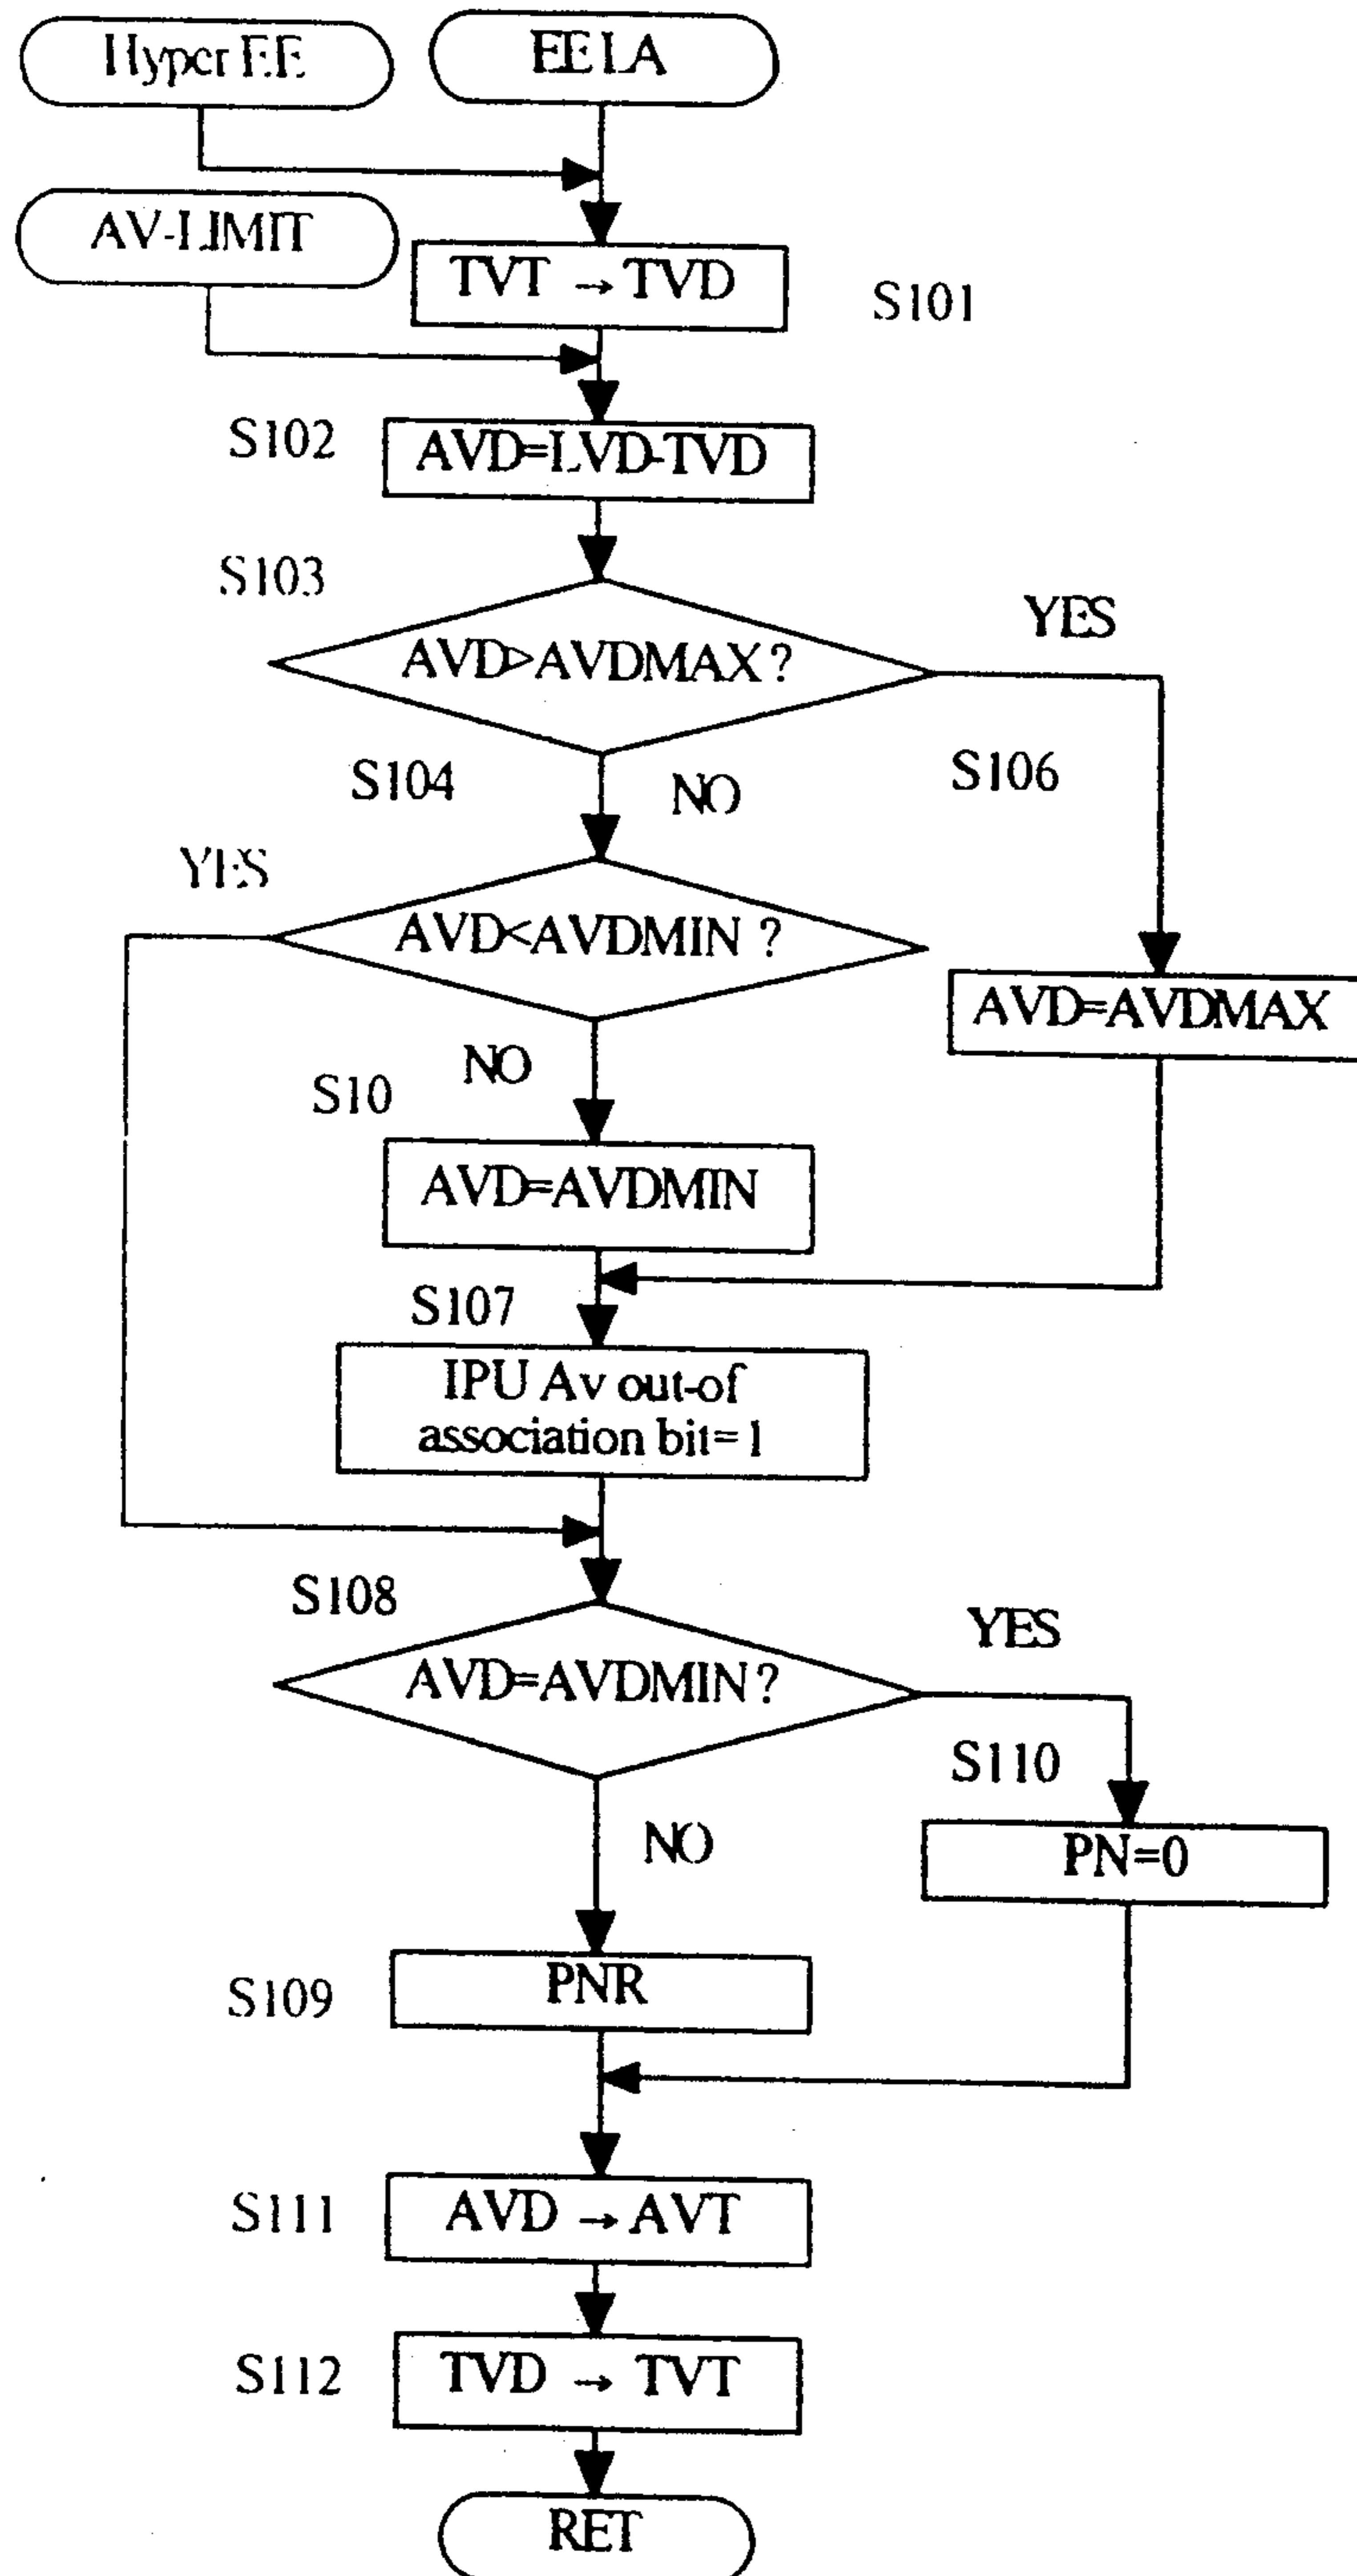 Hyper EE
EE LA
AV-LIMIT
TVT → TVD
S101
S102
AVD=LVD-TVD
S103
YES
AVD>AVDMAX?
S104
NO
S106
YES
AVD<AVDMIN ?
AVD=AVDMAX
NO
S10
AVD=AVDMIN
S107
IPU Av out-of
association bit=1
S108
YES
AVD=AVDMIN?
S110
NO
PN=0
S109
PNR
S111
AVD → AVT
S112
TVD → TVT
RET